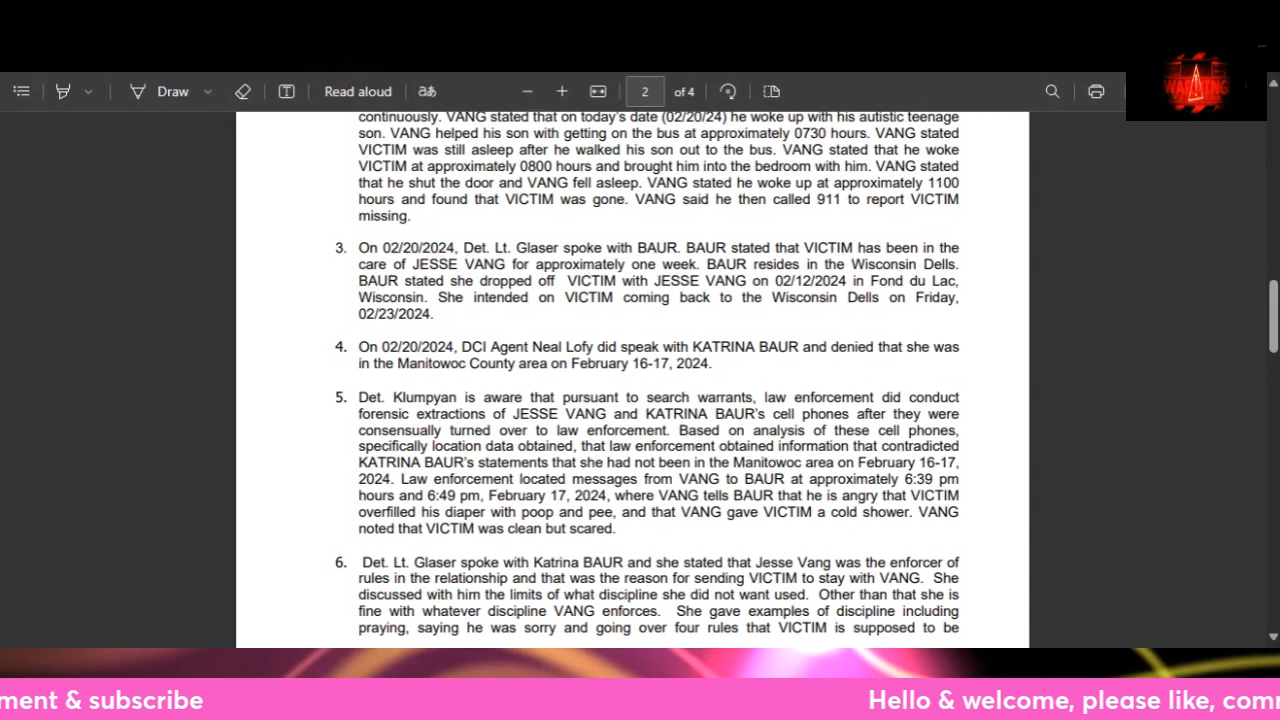 Draw
Read aloud
aあ
2 of 4
WARNING
continuously. VANG stated that on today's date (02/20/24) he woke up with his autistic teenage
son. VANG helped his son with getting on the bus at approximately 0730 hours. VANG stated
VICTIM was still asleep after he walked his son out to the bus. VANG stated that he woke
VICTIM at approximately 0800 hours and brought him into the bedroom with him. VANG stated
that he shut the door and VANG fell asleep. VANG stated he woke up at approximately 1100
hours and found that VICTIM was gone. VANG said he then called 911 to report VICTIM
missing.
3. On 02/20/2024, Det. Lt. Glaser spoke with BAUR. BAUR stated that VICTIM has been in the
care of JESSE VANG for approximately one week. BAUR resides in the Wisconsin Dells.
BAUR stated she dropped off VICTIM with JESSE VANG on 02/12/2024 in Fond du Lac,
Wisconsin. She intended on VICTIM coming back to the Wisconsin Dells on Friday,
02/23/2024.
4. On 02/20/2024, DCI Agent Neal Lofy did speak with KATRINA BAUR and denied that she was
in the Manitowoc County area on February 16-17, 2024.
5. Det. Klumpyan is aware that pursuant to search warrants, law enforcement did conduct
forensic extractions of JESSE VANG and KATRINA BAUR's cell phones after they were
consensually turned over to law enforcement. Based on analysis of these cell phones,
specifically location data obtained, that law enforcement obtained information that contradicted
KATRINA BAUR's statements that she had not been in the Manitowoc area on February 16-17,
2024. Law enforcement located messages from VANG to BAUR at approximately 6:39 pm
hours and 6:49 pm, February 17, 2024, where VANG tells BAUR that he is angry that VICTIM
overfilled his diaper with poop and pee, and that VANG gave VICTIM a cold shower. VANG
noted that VICTIM was clean but scared.
6. Det. Lt. Glaser spoke with Katrina BAUR and she stated that Jesse Vang was the enforcer of
rules in the relationship and that was the reason for sending VICTIM to stay with VANG. She
discussed with him the limits of what discipline she did not want used. Other than that she is
fine with whatever discipline VANG enforces. She gave examples of discipline including
praying, saying he was sorry and going over four rules that VICTIM is supposed to be
ment & subscribe
Hello & welcome, please like, comm